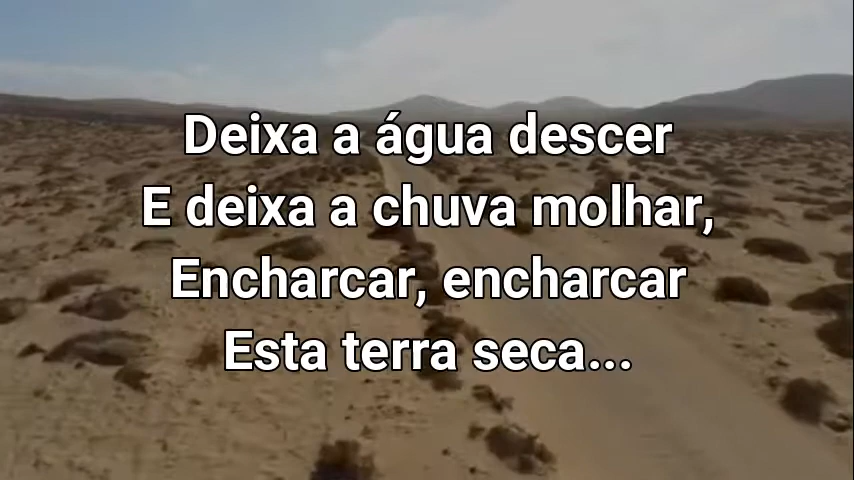 Deixa a água descer
E deixa a chuva molhar,
Encharcar, encharcar
Esta terra seca...